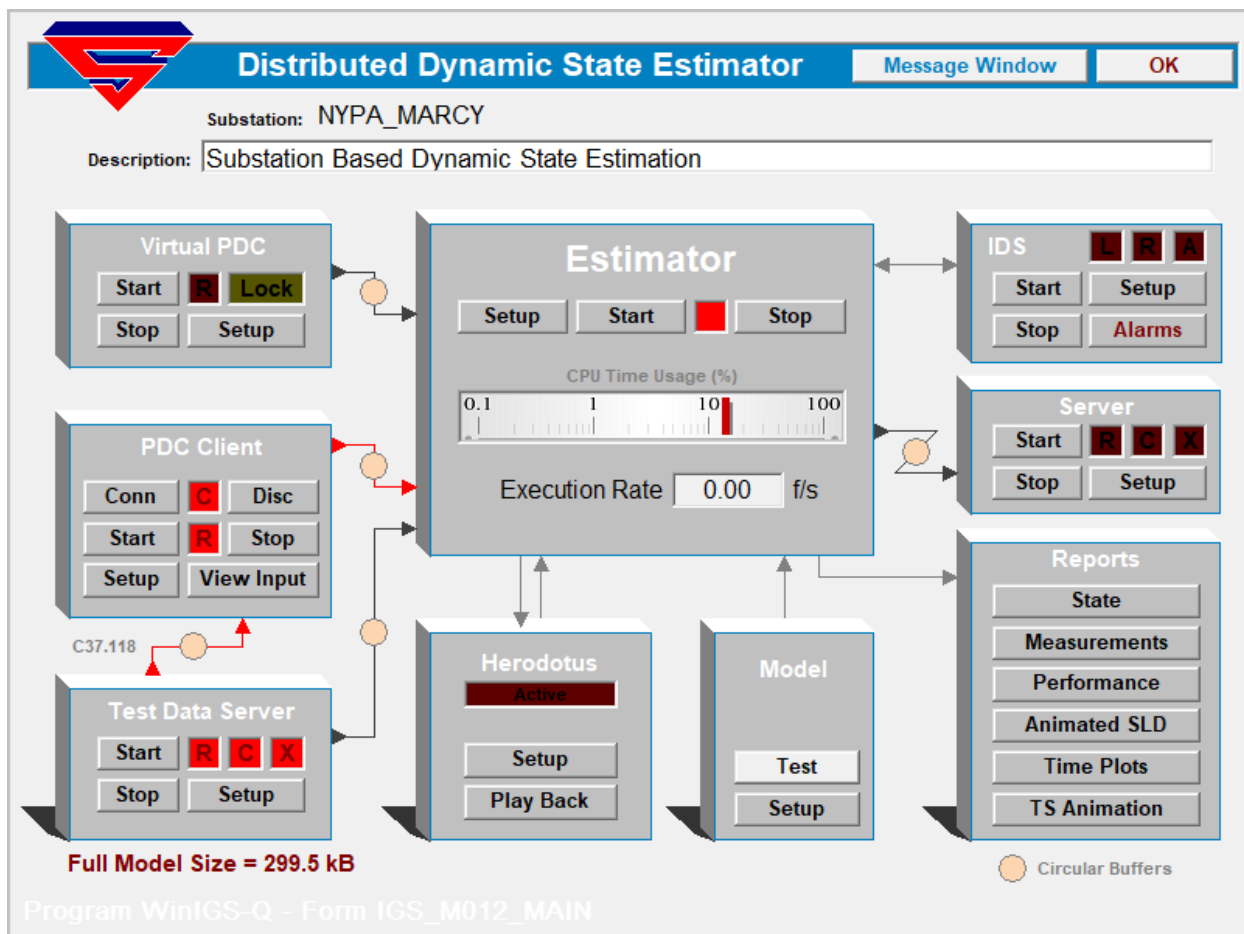 Distributed Dynamic State Estimator
Message Window
OK
Substation: NYPA_MARCY
Description: Substation Based Dynamic State Estimation
Virtual PDC
Start R Lock
Stop Setup
Estimator
Setup Start Stop
CPU Time Usage (%)
0.1 1 10 100
Execution Rate 0.00 f/s
IDS L R A
Start Setup
Stop Alarms
PDC Client
Conn C Disc
Start R Stop
Setup View Input
Server
Start R C X
Stop Setup
C37.118
Test Data Server
Start R C X
Stop Setup
Herodotus
Active
Setup
Play Back
Model
Test
Setup
Reports
State
Measurements
Performance
Animated SLD
Time Plots
TS Animation
Full Model Size = 299.5 kB
Circular Buffers
Program WinIGS-Q - Form IGS_M012_MAIN